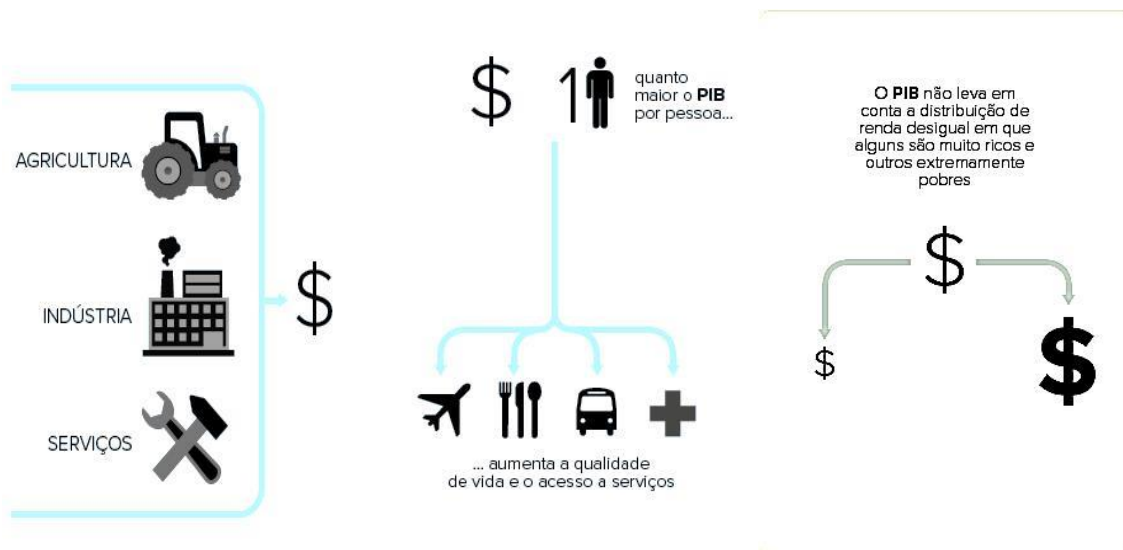 AGRICULTURA
INDÚSTRIA
SERVIÇOS
$
$ 1
quanto
maior o PIB
por pessoa...
... aumenta a qualidade
de vida e o acesso a serviços
O PIB não leva em
conta a distribuição de
renda desigual em que
alguns são muito ricos e
outros extremamente
pobres
$
$
$